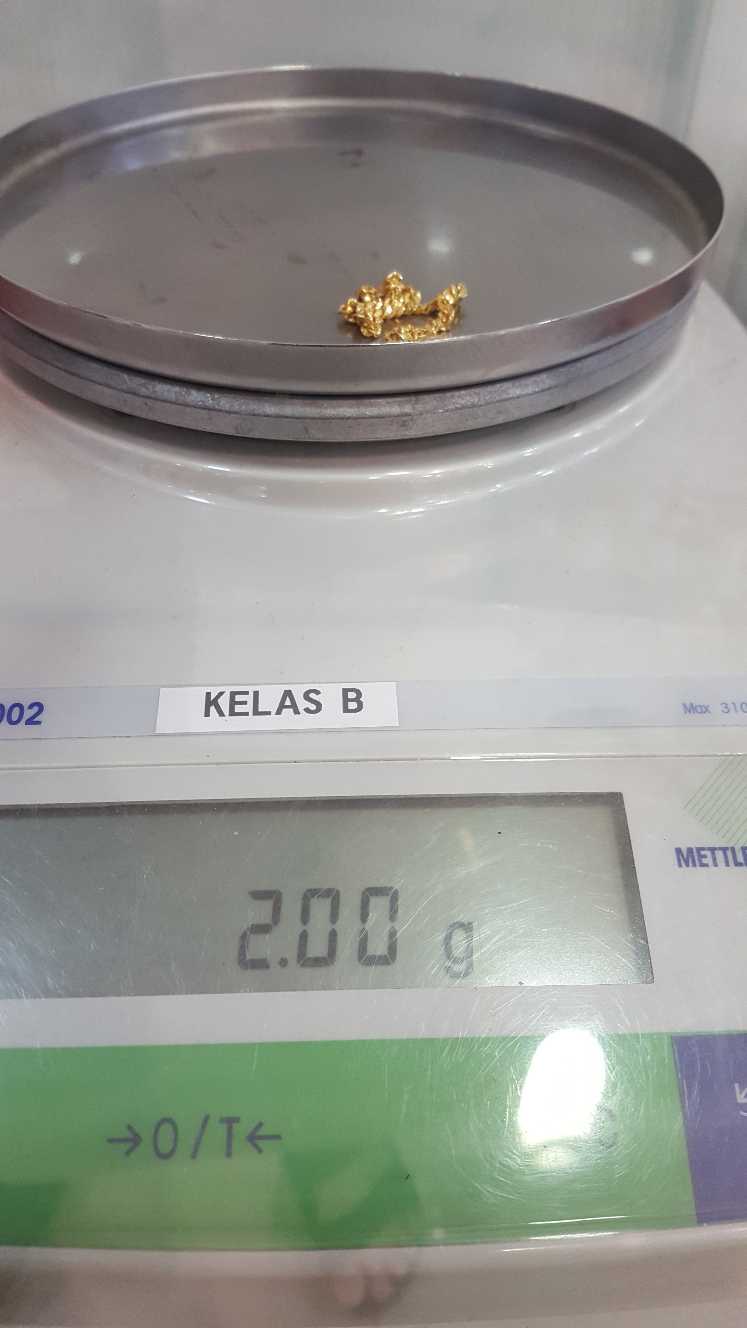 002
KELAS B
Max 310
METTLE
2.00 g
→0/T←